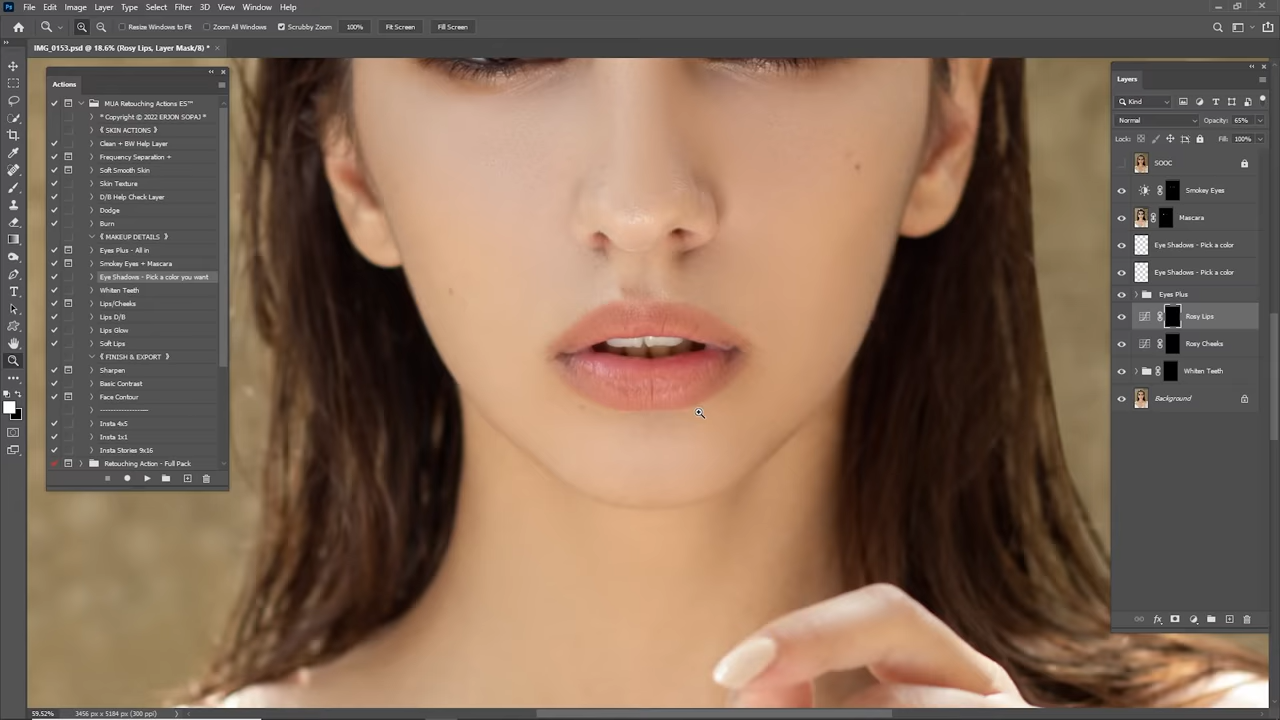 Ps File Edit Image Layer Type Select Filter 3D View Window Help
Resize Windows to Fit Zoom All Windows Scrubby Zoom 100% Fit Screen Fill Screen
IMG_0153.psd @ 18.6% (Rosy Lips, Layer Mask/8) *
Actions
MUA Retouching Actions ES™
* Copyright © 2022 ERJON SOPAJ *
《 SKIN ACTIONS 》
Clean + BW Help Layer
Frequency Separation +
Soft Smooth Skin
Skin Texture
D/B Help Check Layer
Dodge
Burn
《 MAKEUP DETAILS 》
Eyes Plus - All in
Smokey Eyes + Mascara
Eye Shadows - Pick a color you want
Whiten Teeth
Lips/Cheeks
Lips D/B
Lips Glow
Soft Lips
《 FINISH & EXPORT 》
Sharpen
Basic Contrast
Face Contour
------------------
Insta 4x5
Insta 1x1
Insta Stories 9x16
Retouching Action - Full Pack
Layers
Kind
Normal Opacity: 65%
Lock: Fill: 100%
SOOC
Smokey Eyes
Mascara
Eye Shadows - Pick a color
Eye Shadows - Pick a color
Eyes Plus
Rosy Lips
Rosy Cheeks
Whiten Teeth
Background
59.52% 3456 px x 5184 px (300 ppi)